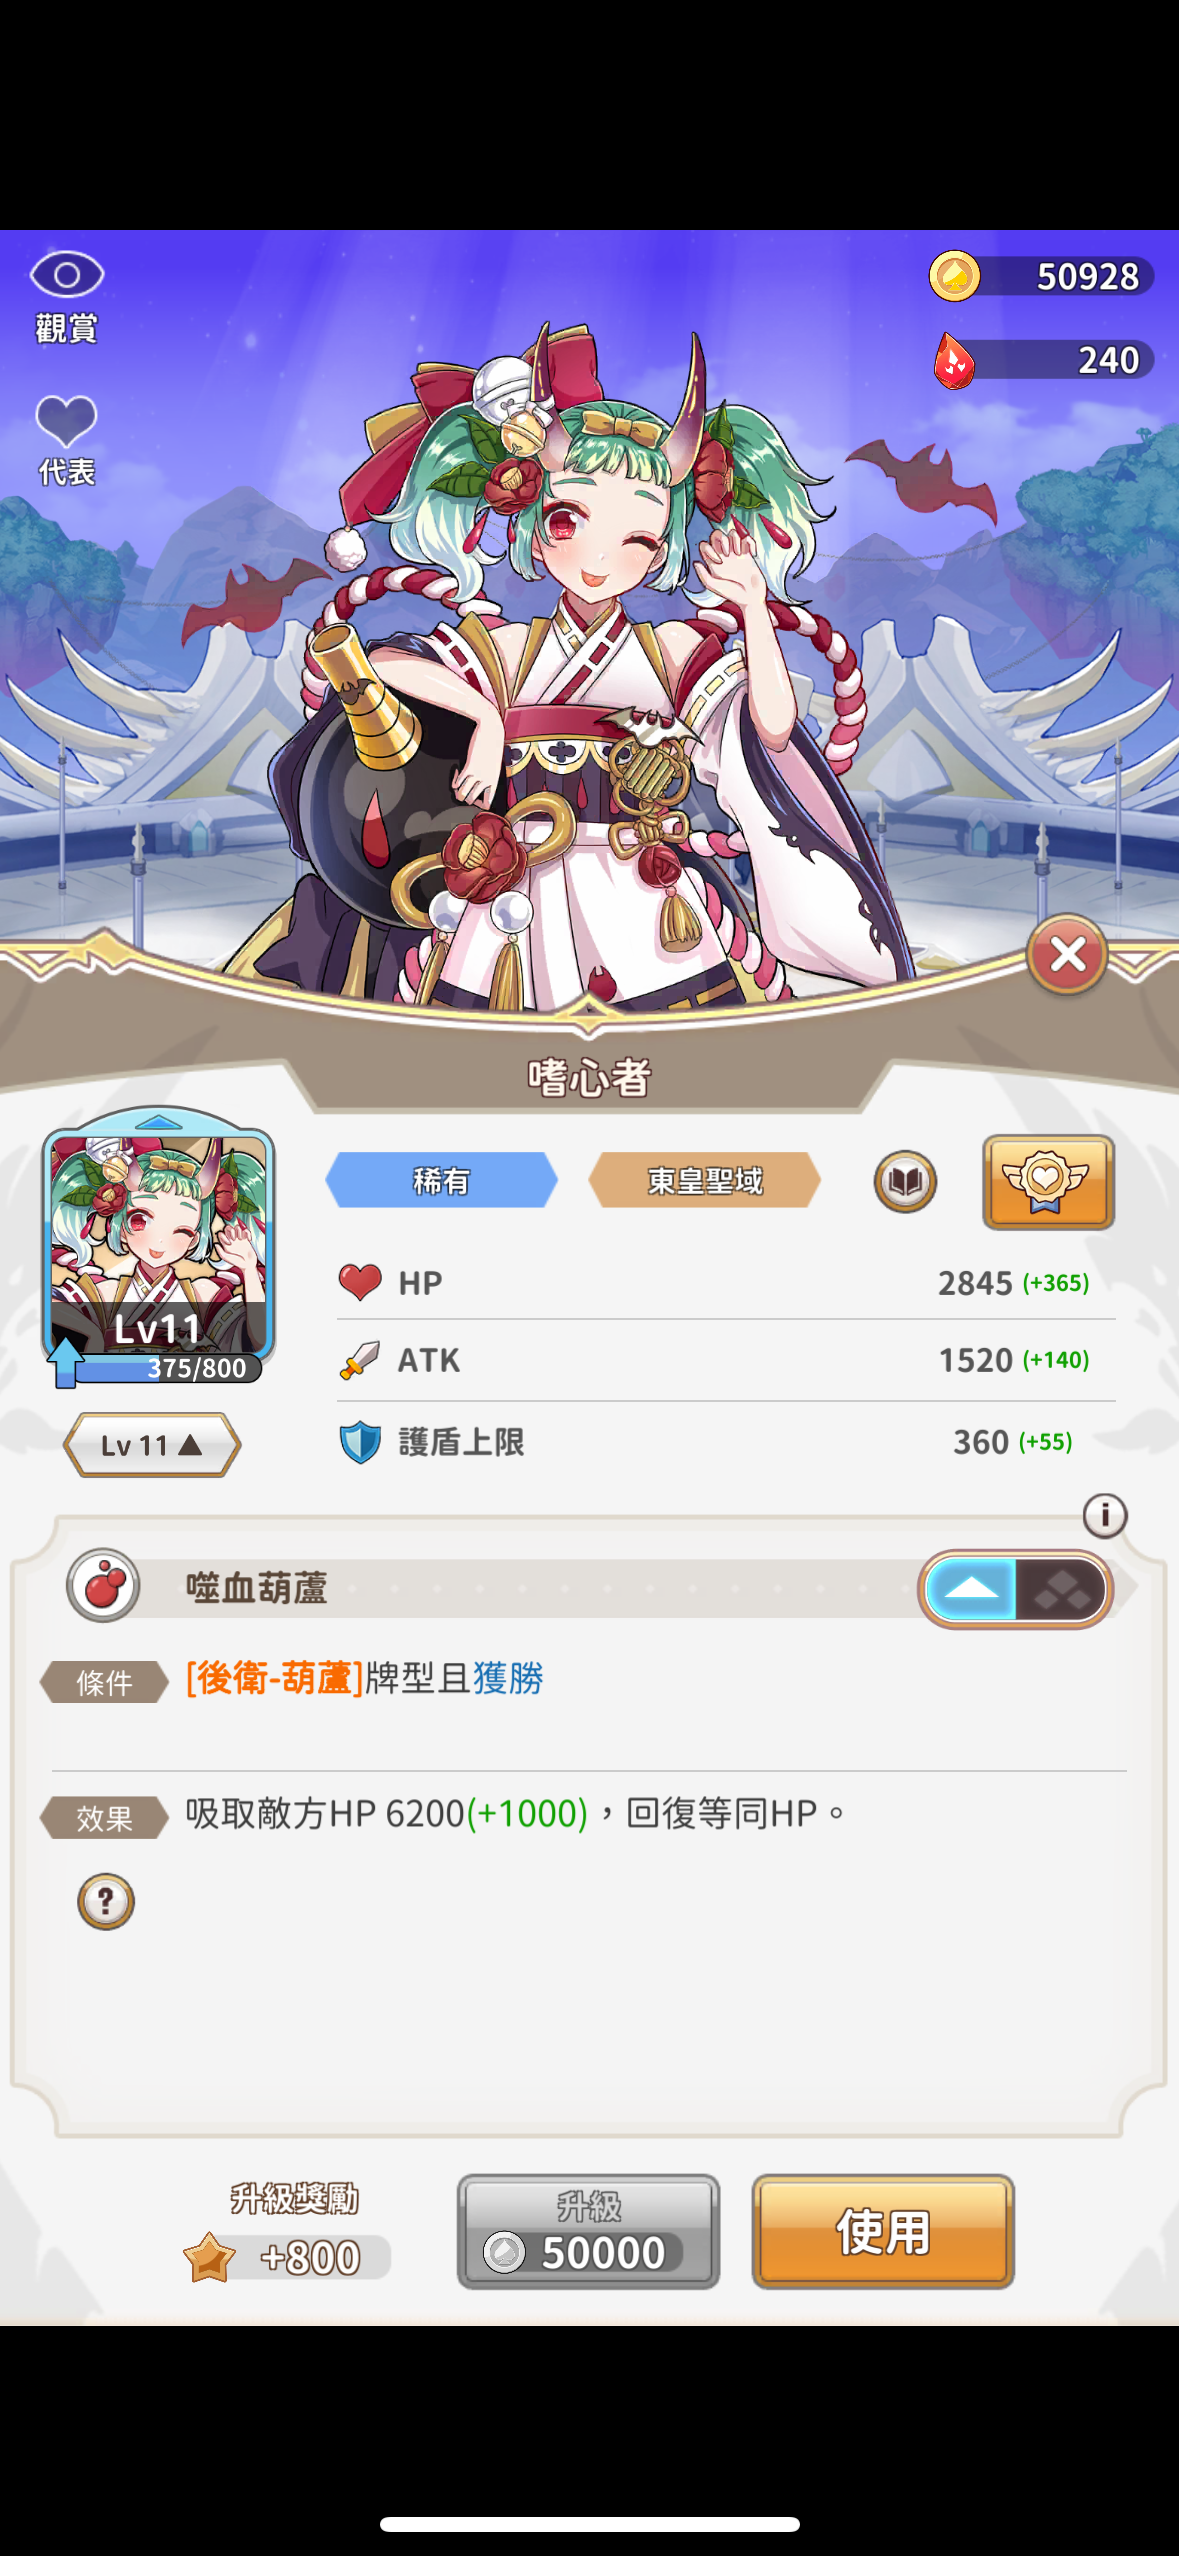 觀賞
50928
240
代表
嗜心者
稀有
東皇聖域
Lv11
375/800
Lv 11 ▲
HP
2845 (+365)
ATK
1520 (+140)
護盾上限
360 (+55)
i
噬血葫蘆
條件
[後衛-葫蘆]牌型且獲勝
效果
吸取敵方HP 6200(+1000)，回復等同HP。
?
升級獎勵
+800
升級
50000
使用